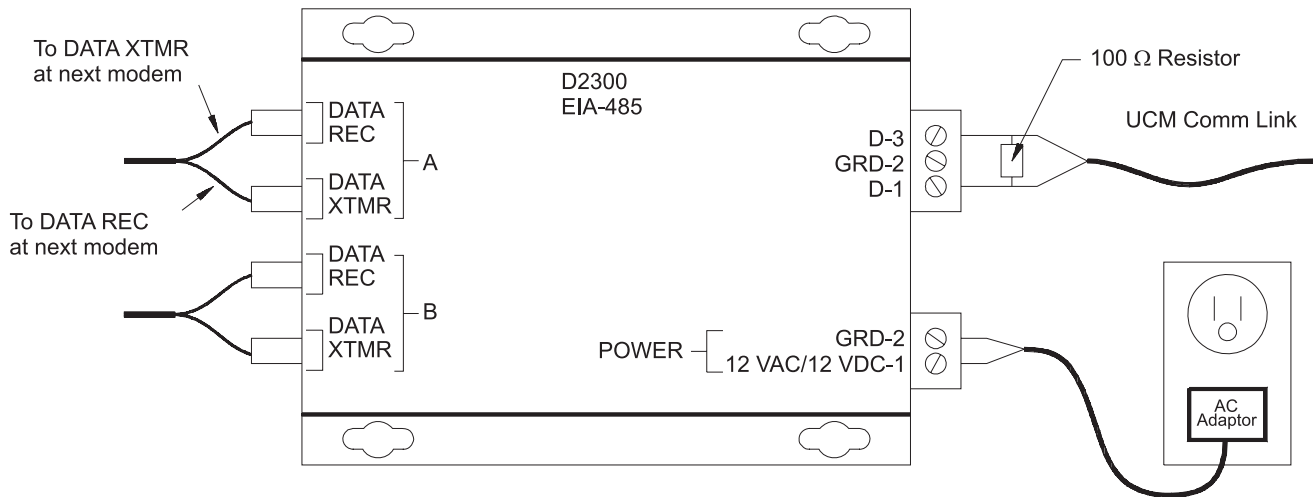 To DATA XTMR
at next modem
To DATA REC
at next modem
DATA
REC
DATA
XTMR
A
DATA
REC
DATA
XTMR
B
D2300
EIA-485
D-3
GRD-2
D-1
100 Ω Resistor
UCM Comm Link
POWER
GRD-2
12 VAC/12 VDC-1
AC
Adaptor